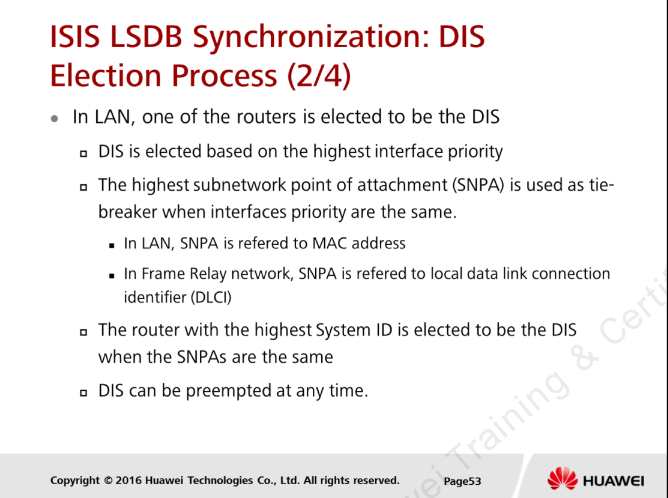 ISIS LSDB Synchronization: DIS
Election Process (2/4)
● In LAN, one of the routers is elected to be the DIS
▫ DIS is elected based on the highest interface priority
▫ The highest subnetwork point of attachment (SNPA) is used as tie-
breaker when interfaces priority are the same.
▪ In LAN, SNPA is refered to MAC address
▪ In Frame Relay network, SNPA is refered to local data link connection
identifier (DLCI)
▫ The router with the highest System ID is elected to be the DIS
when the SNPAs are the same
▫ DIS can be preempted at any time.
Training & Certi
Copyright © 2016 Huawei Technologies Co., Ltd. All rights reserved.
Page53
HUAWEI